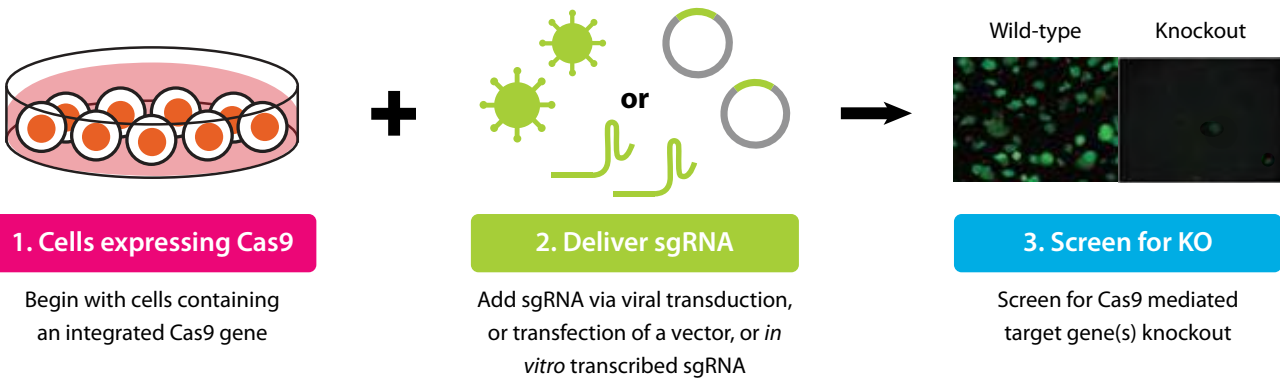 Wild-type Knockout
or
1. Cells expressing Cas9
Begin with cells containing
an integrated Cas9 gene
2. Deliver sgRNA
Add sgRNA via viral transduction,
or transfection of a vector, or in
vitro transcribed sgRNA
3. Screen for KO
Screen for Cas9 mediated
target gene(s) knockout